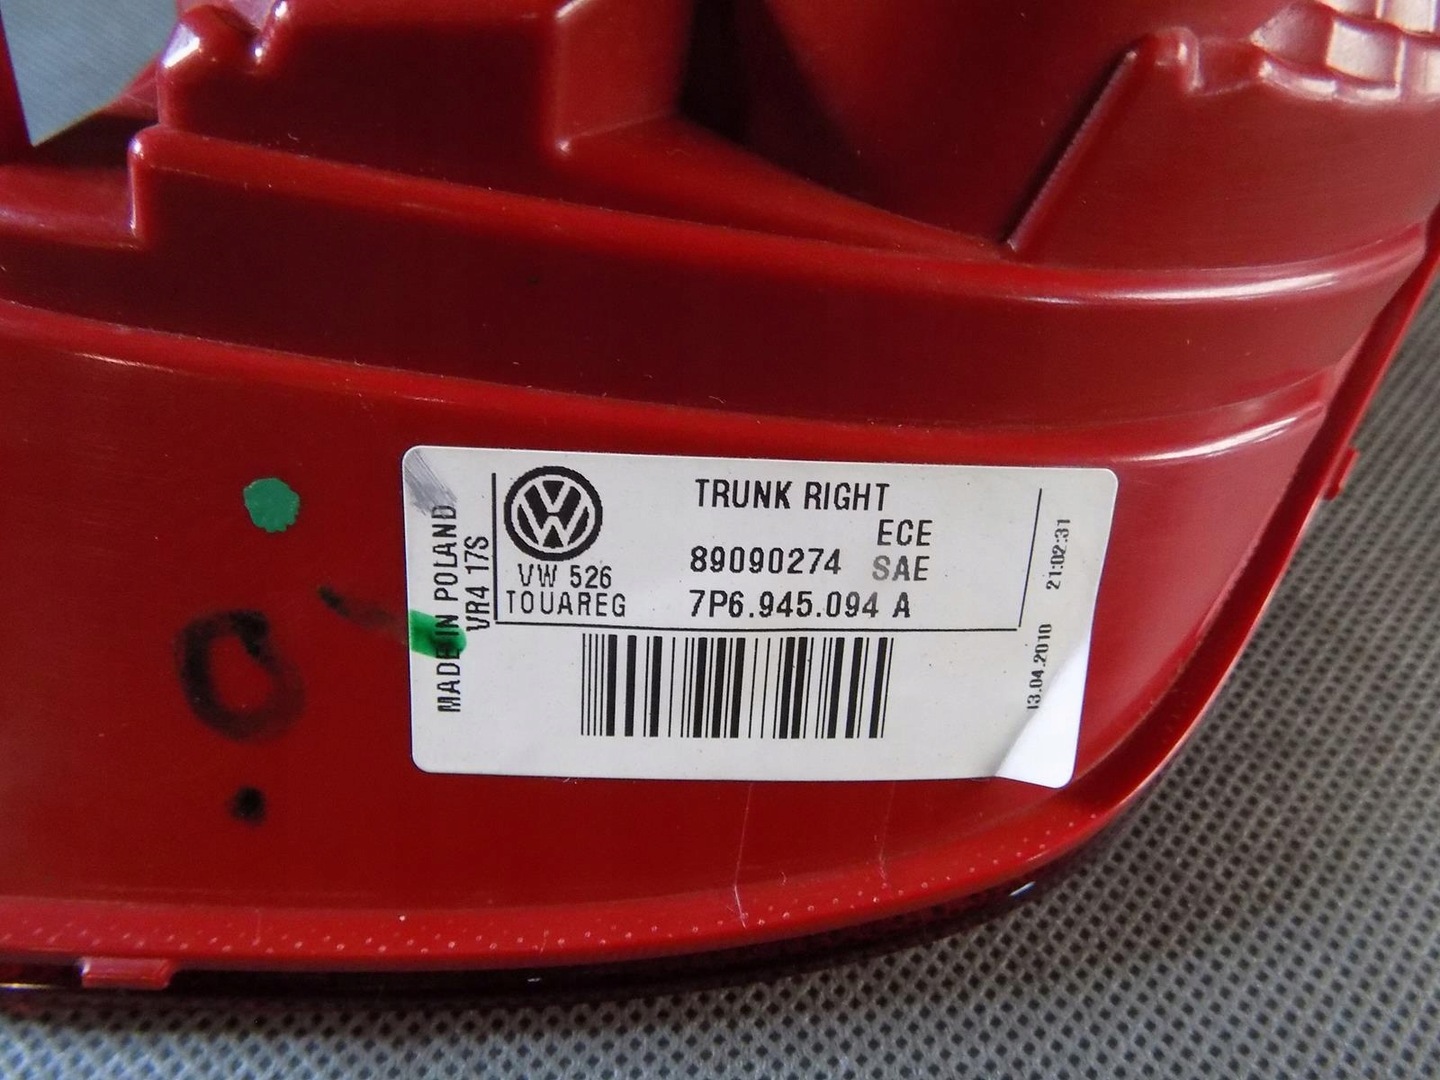 TRUNK RIGHT
ECE
89090274 SAE
7P6.945.094 A
VW 526
TOUAREG
MADE IN POLAND
VR4 17S
13.04.2010 21:02:31